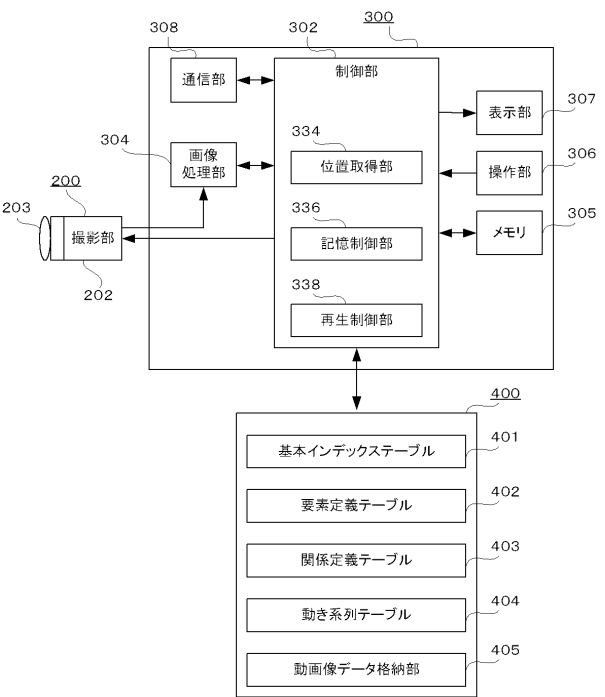 300
308
302
通信部
制御部
307
表示部
304
画像
処理部
334
位置取得部
306
操作部
200
203
撮影部
202
336
記憶制御部
305
メモリ
338
再生制御部
400
基本インデックステーブル
401
要素定義テーブル
402
関係定義テーブル
403
動き系列テーブル
404
動画像データ格納部
405